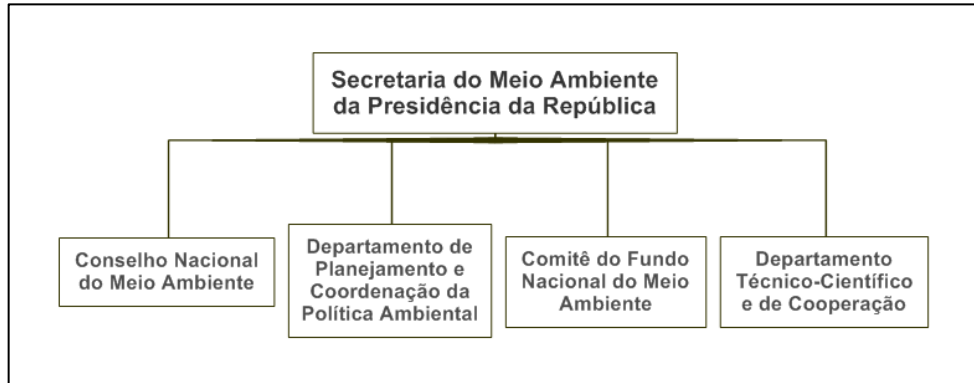 Secretaria do Meio Ambiente
da Presidência da República
Conselho Nacional
do Meio Ambiente
Departamento de
Planejamento e
Coordenação da
Política Ambiental
Comitê do Fundo
Nacional do Meio
Ambiente
Departamento
Técnico-Científico
e de Cooperação